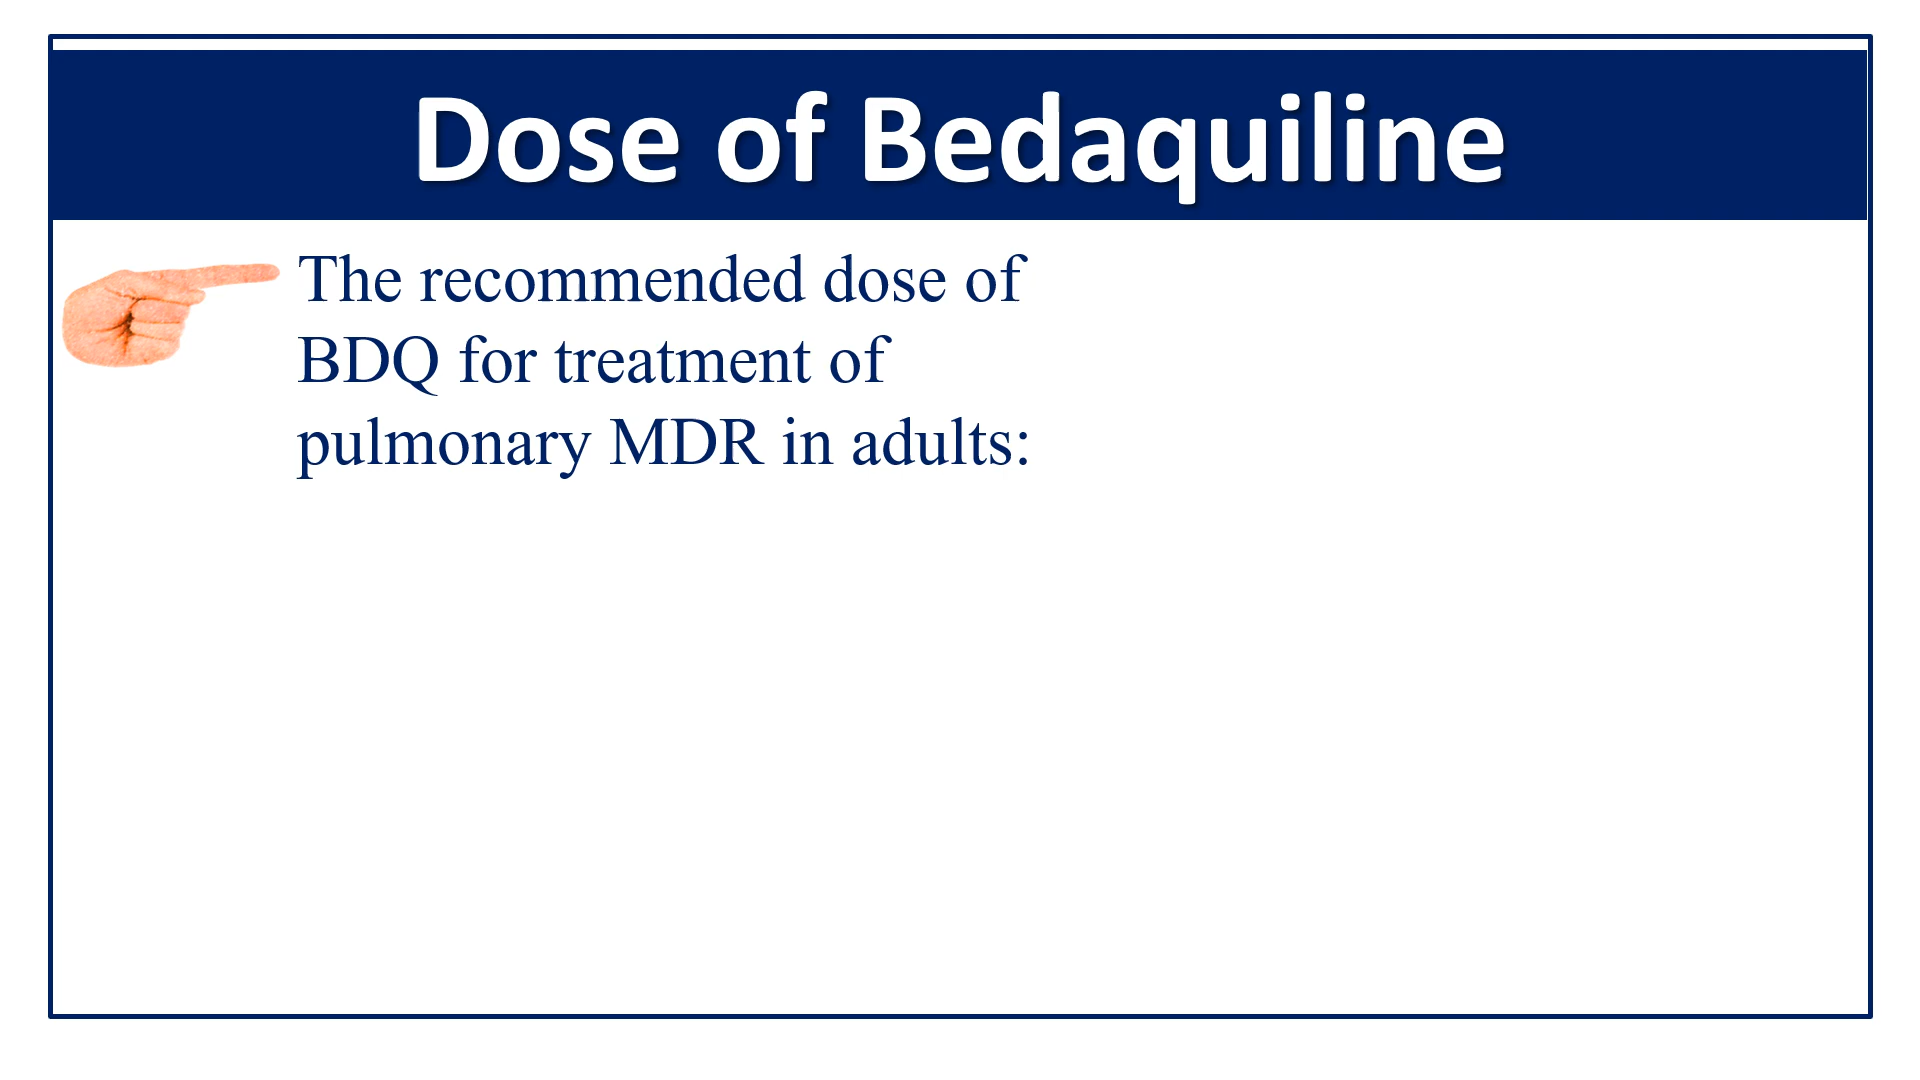 Dose of Bedaquiline
The recommended dose of
BDQ for treatment of
pulmonary MDR in adults: